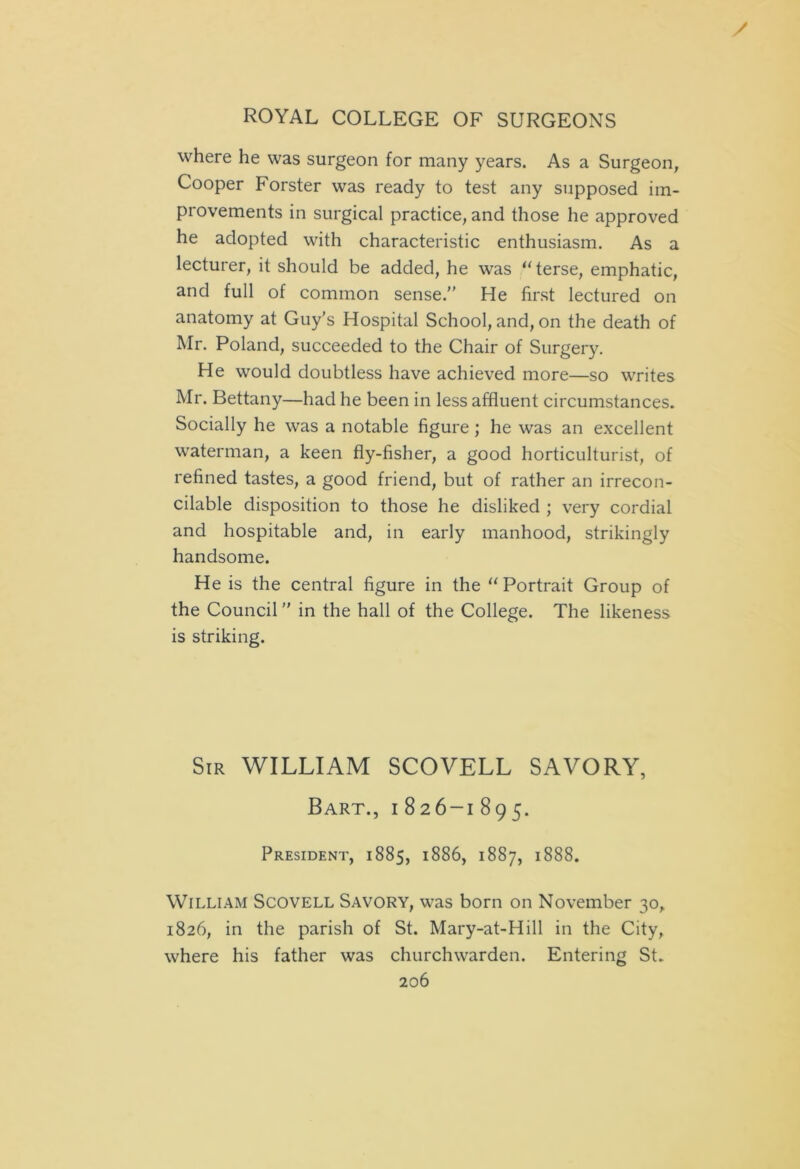 ROYAL COLLEGE OF SURGEONS
where he was surgeon for many years. As a Surgeon,
Cooper Forster was ready to test any supposed im-
provements in surgical practice, and those he approved
he adopted with characteristic enthusiasm. As a
lecturer, it should be added, he was “terse, emphatic,
and full of common sense.” He first lectured on
anatomy at Guy's Hospital School, and, on the death of
Mr. Poland, succeeded to the Chair of Surgery.
He would doubtless have achieved more—so writes
Mr. Bettany—had he been in less affluent circumstances.
Socially he was a notable figure; he was an excellent
waterman, a keen fly-fisher, a good horticulturist, of
refined tastes, a good friend, but of rather an irrecon-
cilable disposition to those he disliked; very cordial
and hospitable and, in early manhood, strikingly
handsome.
He is the central figure in the “Portrait Group of
the Council” in the hall of the College. The likeness
is striking.
SIR WILLIAM SCOVELL SAVORY,
BART., 1826–1895.
PRESIDENT, 1885, 1886, 1887, 1888.
WILLIAM SCOVELL SAVORY, was born on November 30,
1826, in the parish of St. Mary-at-Hill in the City,
where his father was churchwarden. Entering St.
206